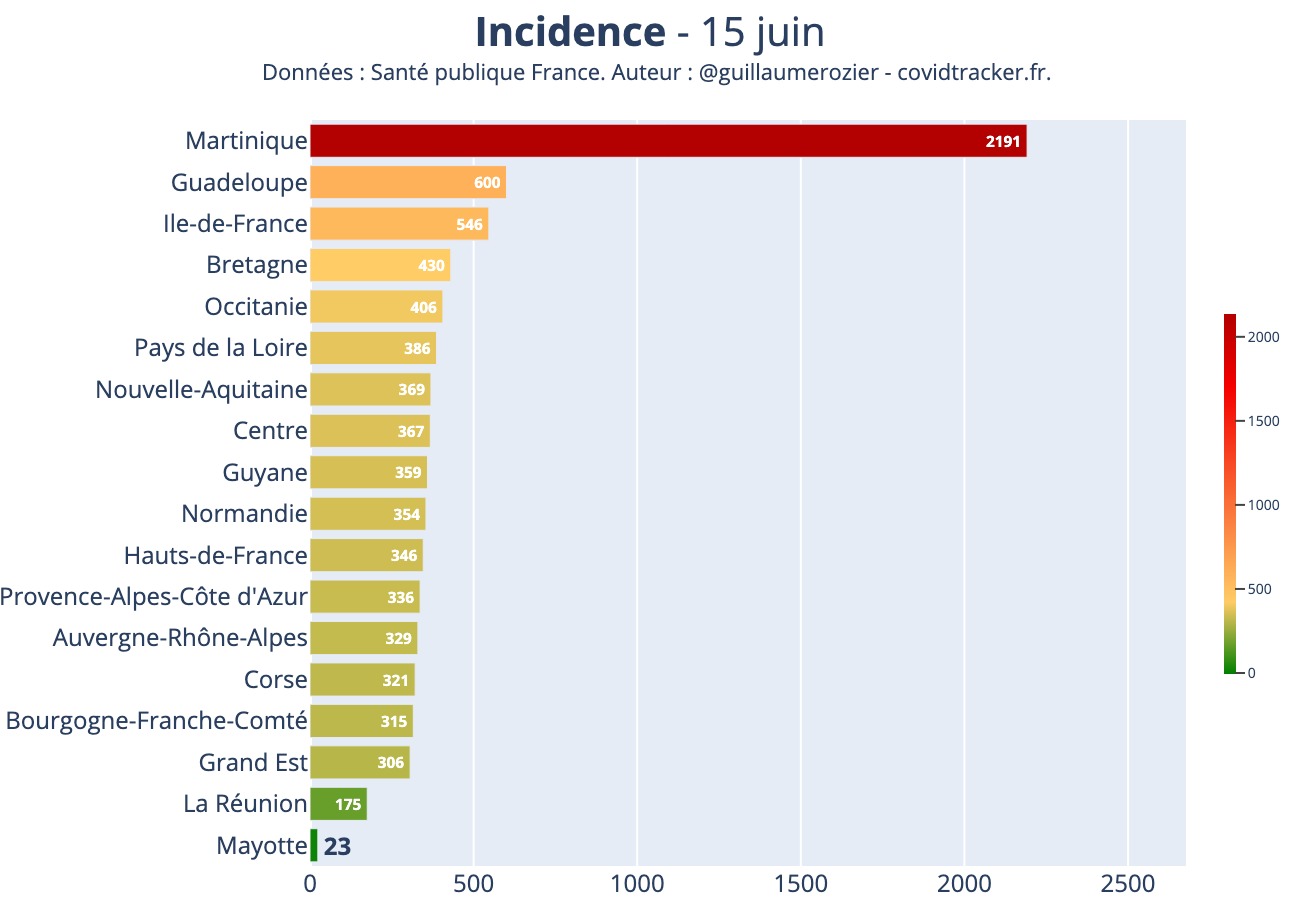 Incidence - 15 juin
Données : Santé publique France. Auteur : @guillaumerozier - covidtracker.fr.
Martinique 2191
Guadeloupe 600
Ile-de-France 546
Bretagne 430
Occitanie 406
Pays de la Loire 386
Nouvelle-Aquitaine 369
Centre 367
Guyane 359
Normandie 354
Hauts-de-France 346
Provence-Alpes-Côte d'Azur 336
Auvergne-Rhône-Alpes 329
Corse 321
Bourgogne-Franche-Comté 315
Grand Est 306
La Réunion 175
Mayotte 23
0 500 1000 1500 2000 2500
2000
1500
1000
500
0